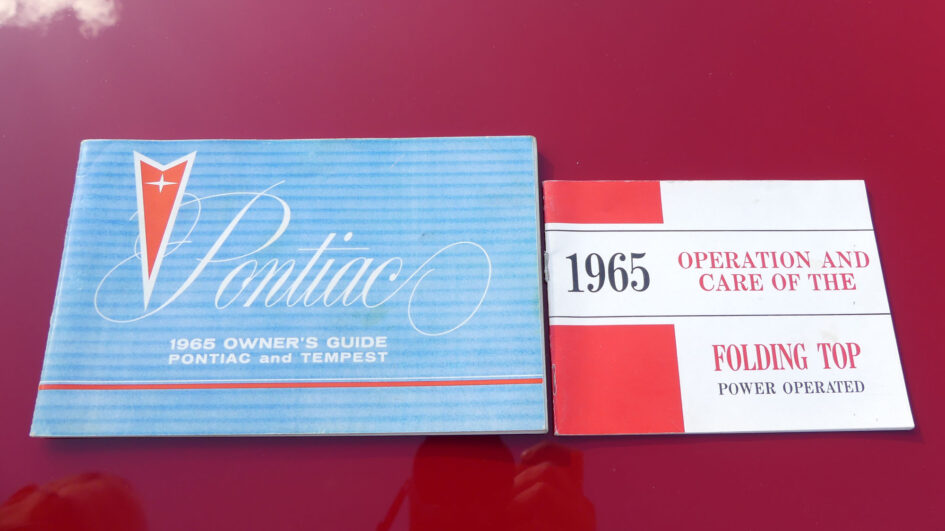 Pontiac
1965 OWNER'S GUIDE
PONTIAC and TEMPEST
1965
OPERATION AND
CARE OF THE
FOLDING TOP
POWER OPERATED